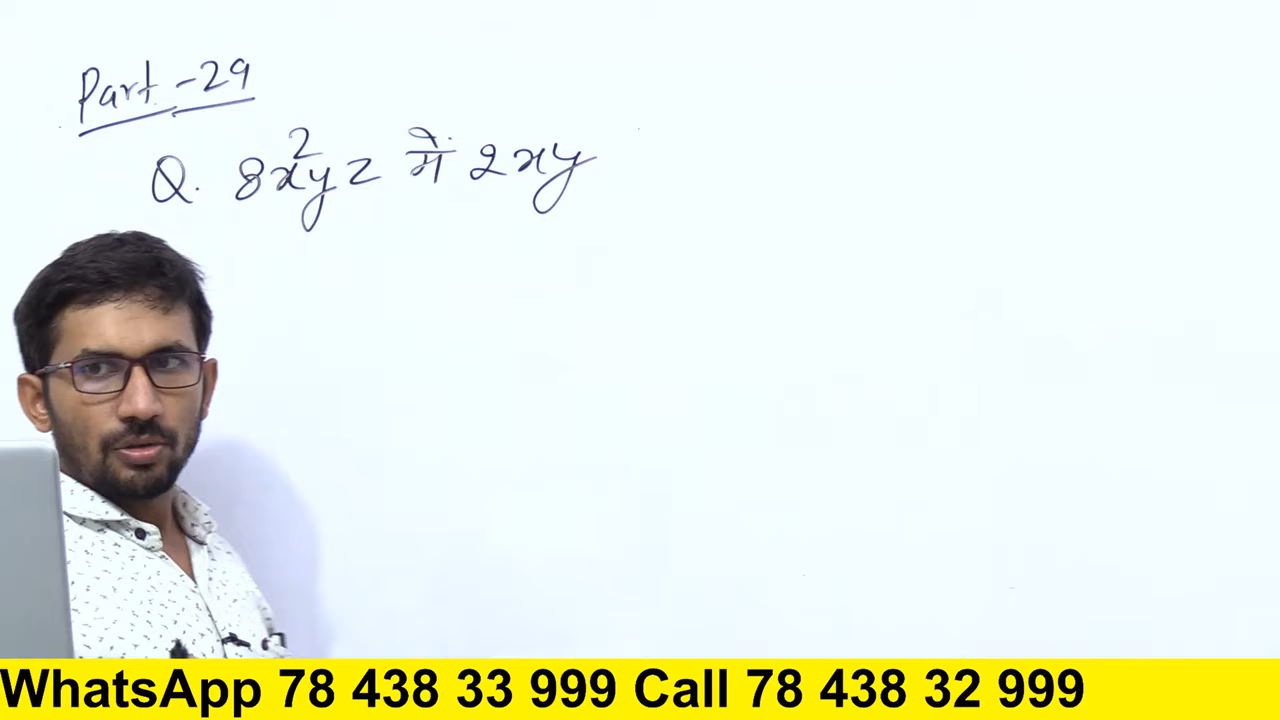 Part -29
Q. 8x²yz में 2xy
WhatsApp 78 438 33 999 Call 78 438 32 999